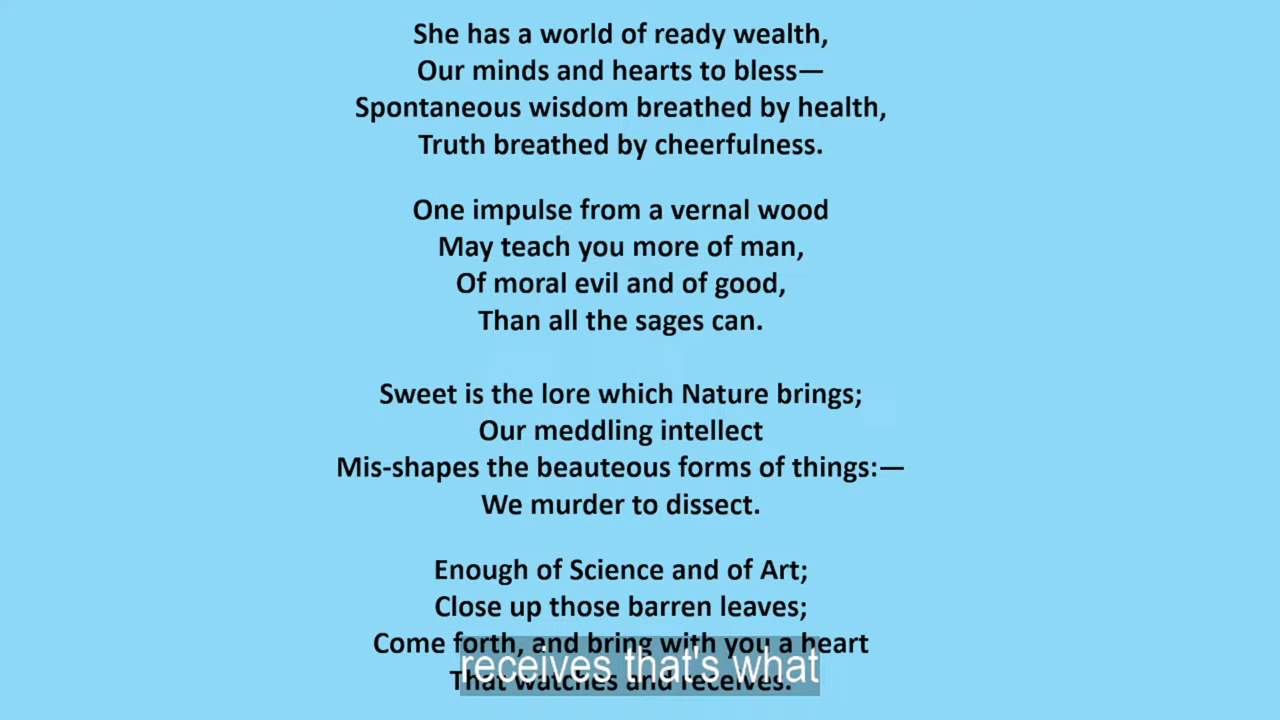 She has a world of ready wealth,
Our minds and hearts to bless—
Spontaneous wisdom breathed by health,
Truth breathed by cheerfulness.
One impulse from a vernal wood
May teach you more of man,
Of moral evil and of good,
Than all the sages can.
Sweet is the lore which Nature brings;
Our meddling intellect
Mis-shapes the beauteous forms of things:—
We murder to dissect.
Enough of Science and of Art;
Close up those barren leaves;
Come forth, and bring with you a heart
That watches and receives.
receives that's what